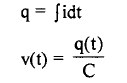 q = ∫idt
v(t) = q(t)/C